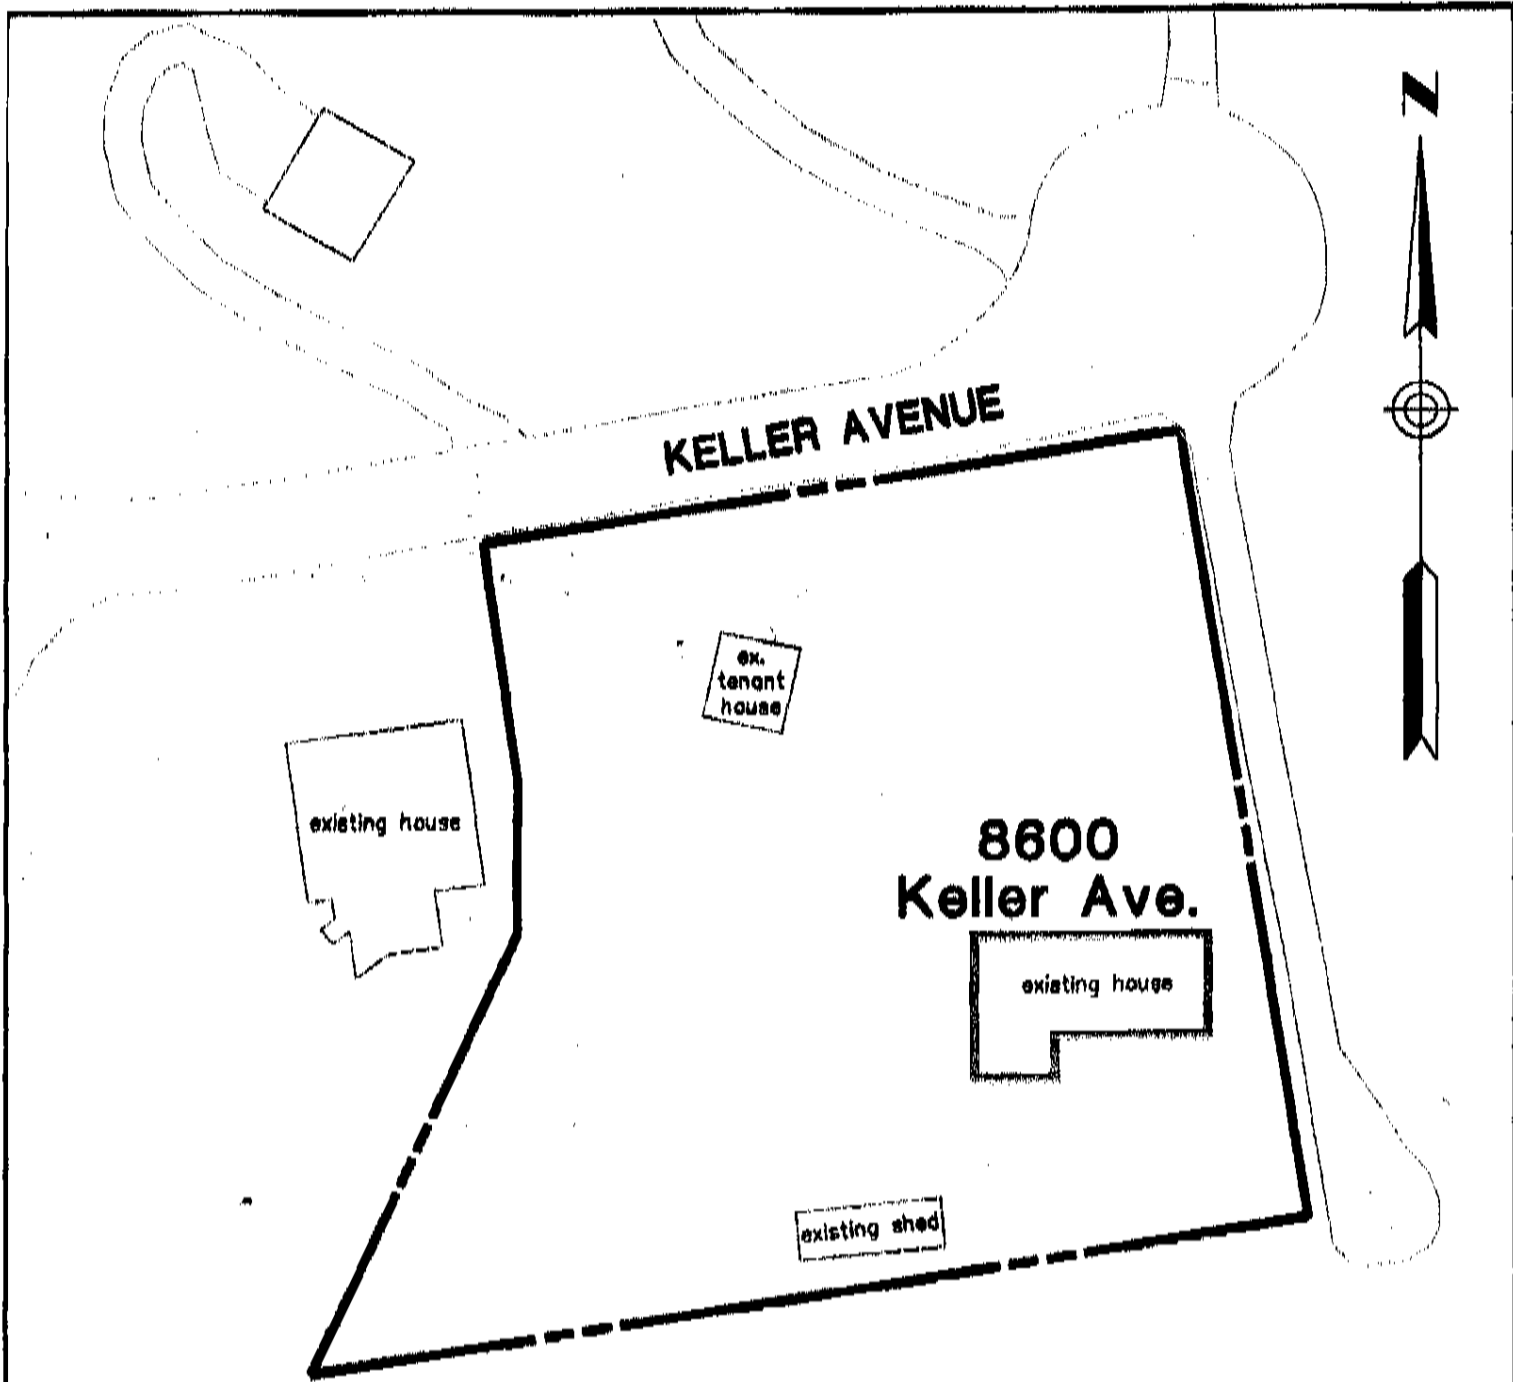 N
KELLER AVENUE
ex.
tenant
house
existing house
8600
Keller Ave.
existing house
existing shed